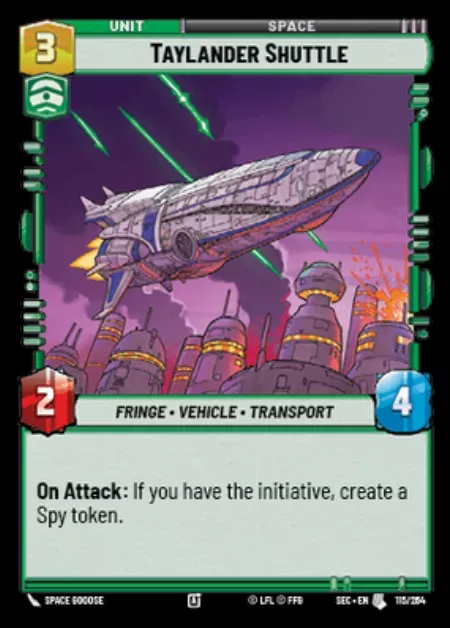 UNIT
SPACE
3
TAYLANDER SHUTTLE
2
FRINGE • VEHICLE • TRANSPORT
4
On Attack: If you have the initiative, create a
Spy token.
SPACE GOOSE
© LFL © FFG
SEC • EN
115/264